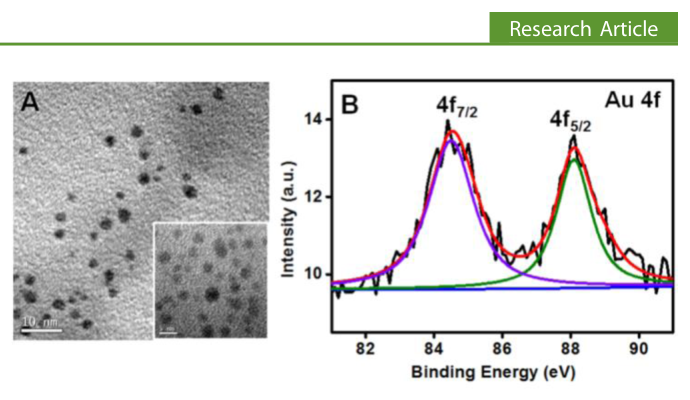 Research Article
A
10 nm
B
Au 4f
4f7/2
4f5/2
Intensity (a.u.)
14
12
10
82 84 86 88 90
Binding Energy (eV)